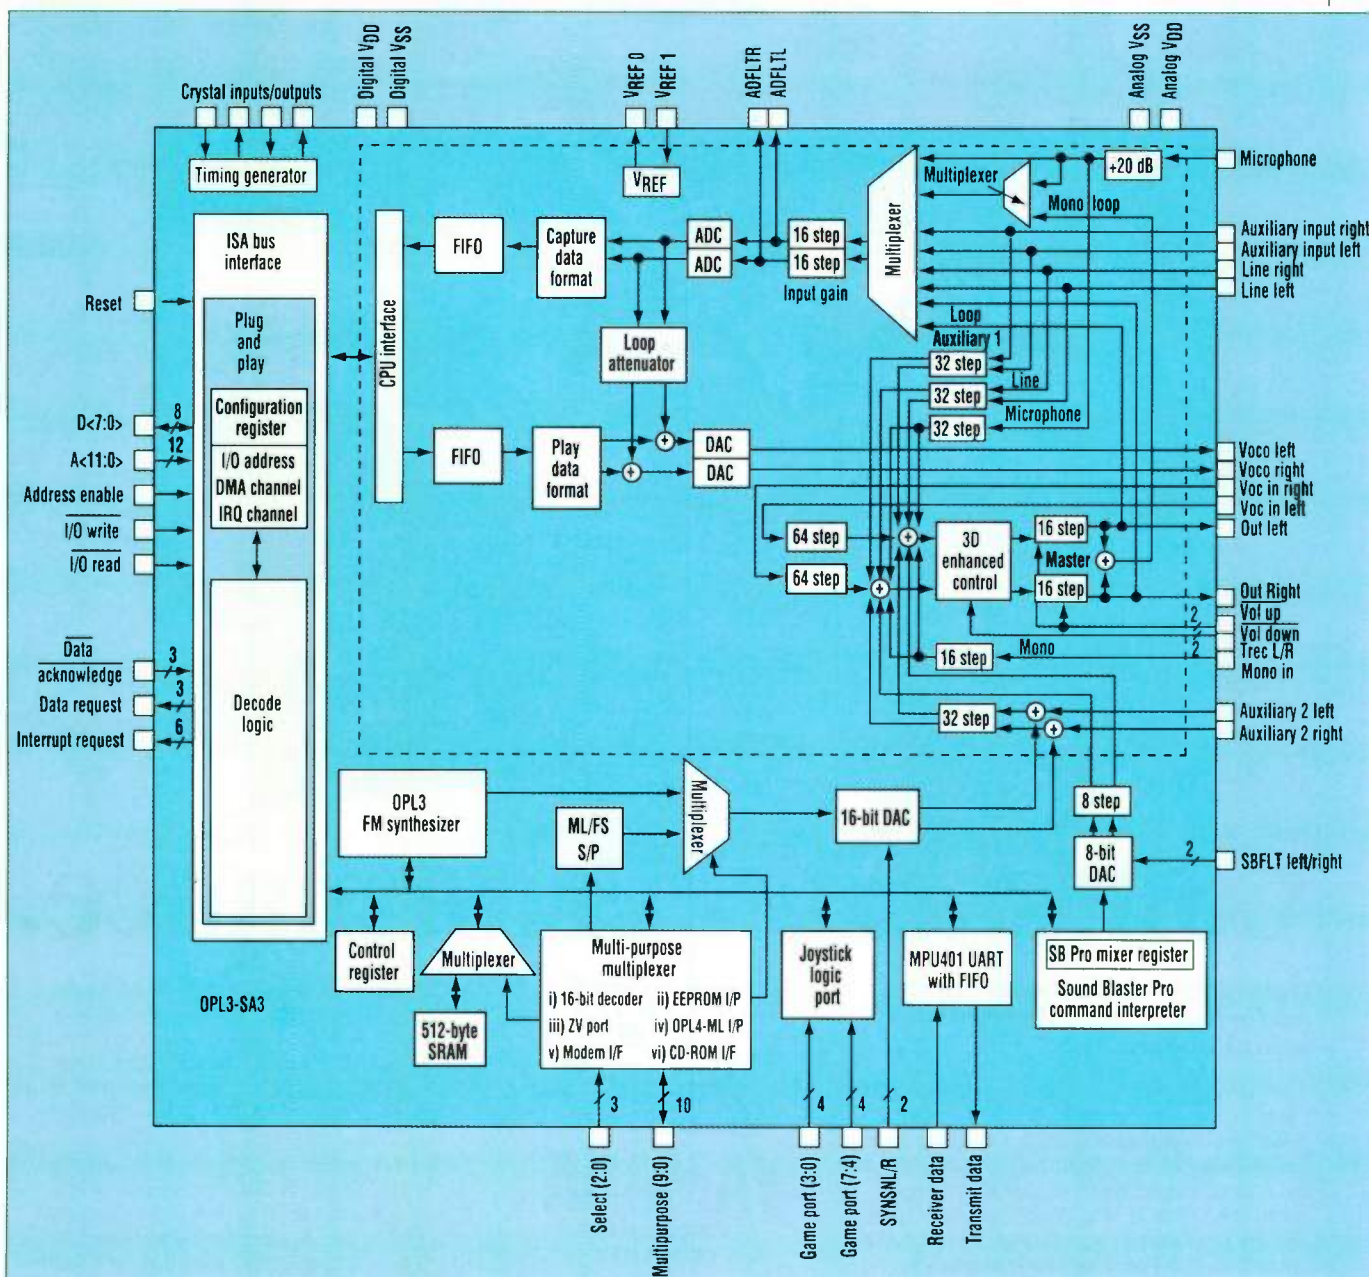 Digital VDD
Digital VSS
VREF 0
VREF 1
ADFLTR
ADFLTL
Analog VSS
Analog VDD
Crystal inputs/outputs
Timing generator
VREF
Multiplexer
+20 dB
Microphone
Mono loop
ISA bus
interface
FIFO
Capture
data
format
ADC
ADC
16 step
16 step
Input gain
Multiplexer
Auxiliary input right
Auxiliary input left
Line right
Line left
Reset
Plug
and
play
CPU interface
Loop
attenuator
Loop
Auxiliary 1
32 step
Line
32 step
Microphone
32 step
Configuration
register
I/O address
DMA channel
IRQ channel
D<7:0>
8
A<11:0>
12
Address enable
I/O write
I/O read
FIFO
Play
data
format
+
+
DAC
DAC
Voco left
Voco right
Voc in right
Voc in left
64 step
64 step
+
+
3D
enhanced
control
16 step
Master
16 step
+
Out left
Out Right
Vol up
2
Vol down
Trec L/R
2
Mono in
Mono
16 step
Data
acknowledge
3
Data request
3
Interrupt request
6
Decode
logic
32 step
+
+
Auxiliary 2 left
Auxiliary 2 right
OPL3
FM synthesizer
ML/FS
S/P
Multiplexer
16-bit DAC
8 step
8-bit
DAC
2
SBFLT left/right
Control
register
Multiplexer
512-byte
SRAM
Multi-purpose
multiplexer
i) 16-bit decoder
ii) EEPROM I/P
iii) ZV port
iv) OPL4-ML I/P
v) Modem I/F
vi) CD-ROM I/F
Joystick
logic
port
MPU401 UART
with FIFO
SB Pro mixer register
Sound Blaster Pro
command interpreter
OPL3-SA3
3
10
4
4
2
Select (2:0)
Multipurpose (9:0)
Game port (3:0)
Game port (7:4)
SYNSNL/R
Receiver data
Transmit data